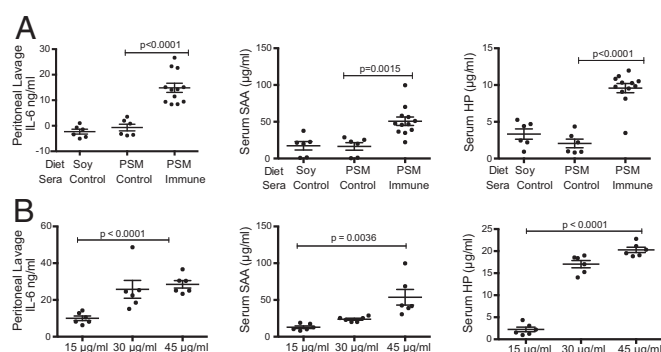 A
Peritoneal Lavage
IL-6 ng/ml
30
20
10
0
-10
p<0.0001
Diet Soy PSM PSM
Sera Control Control Immune
Serum SAA (µg/ml)
150
100
50
0
p=0.0015
Diet Soy PSM PSM
Sera Control Control Immune
Serum HP (µg/ml)
15
10
5
0
p<0.0001
Diet Soy PSM PSM
Sera Control Control Immune
B
Peritoneal Lavage
IL-6 ng/ml
60
40
20
0
p < 0.0001
15 µg/ml 30 µg/ml 45 µg/ml
Serum SAA (µg/ml)
150
100
50
0
p = 0.0036
15 µg/ml 30 µg/ml 45 µg/ml
Serum HP (µg/ml)
25
20
15
10
5
0
p < 0.0001
15 µg/ml 30 µg/ml 45 µg/ml